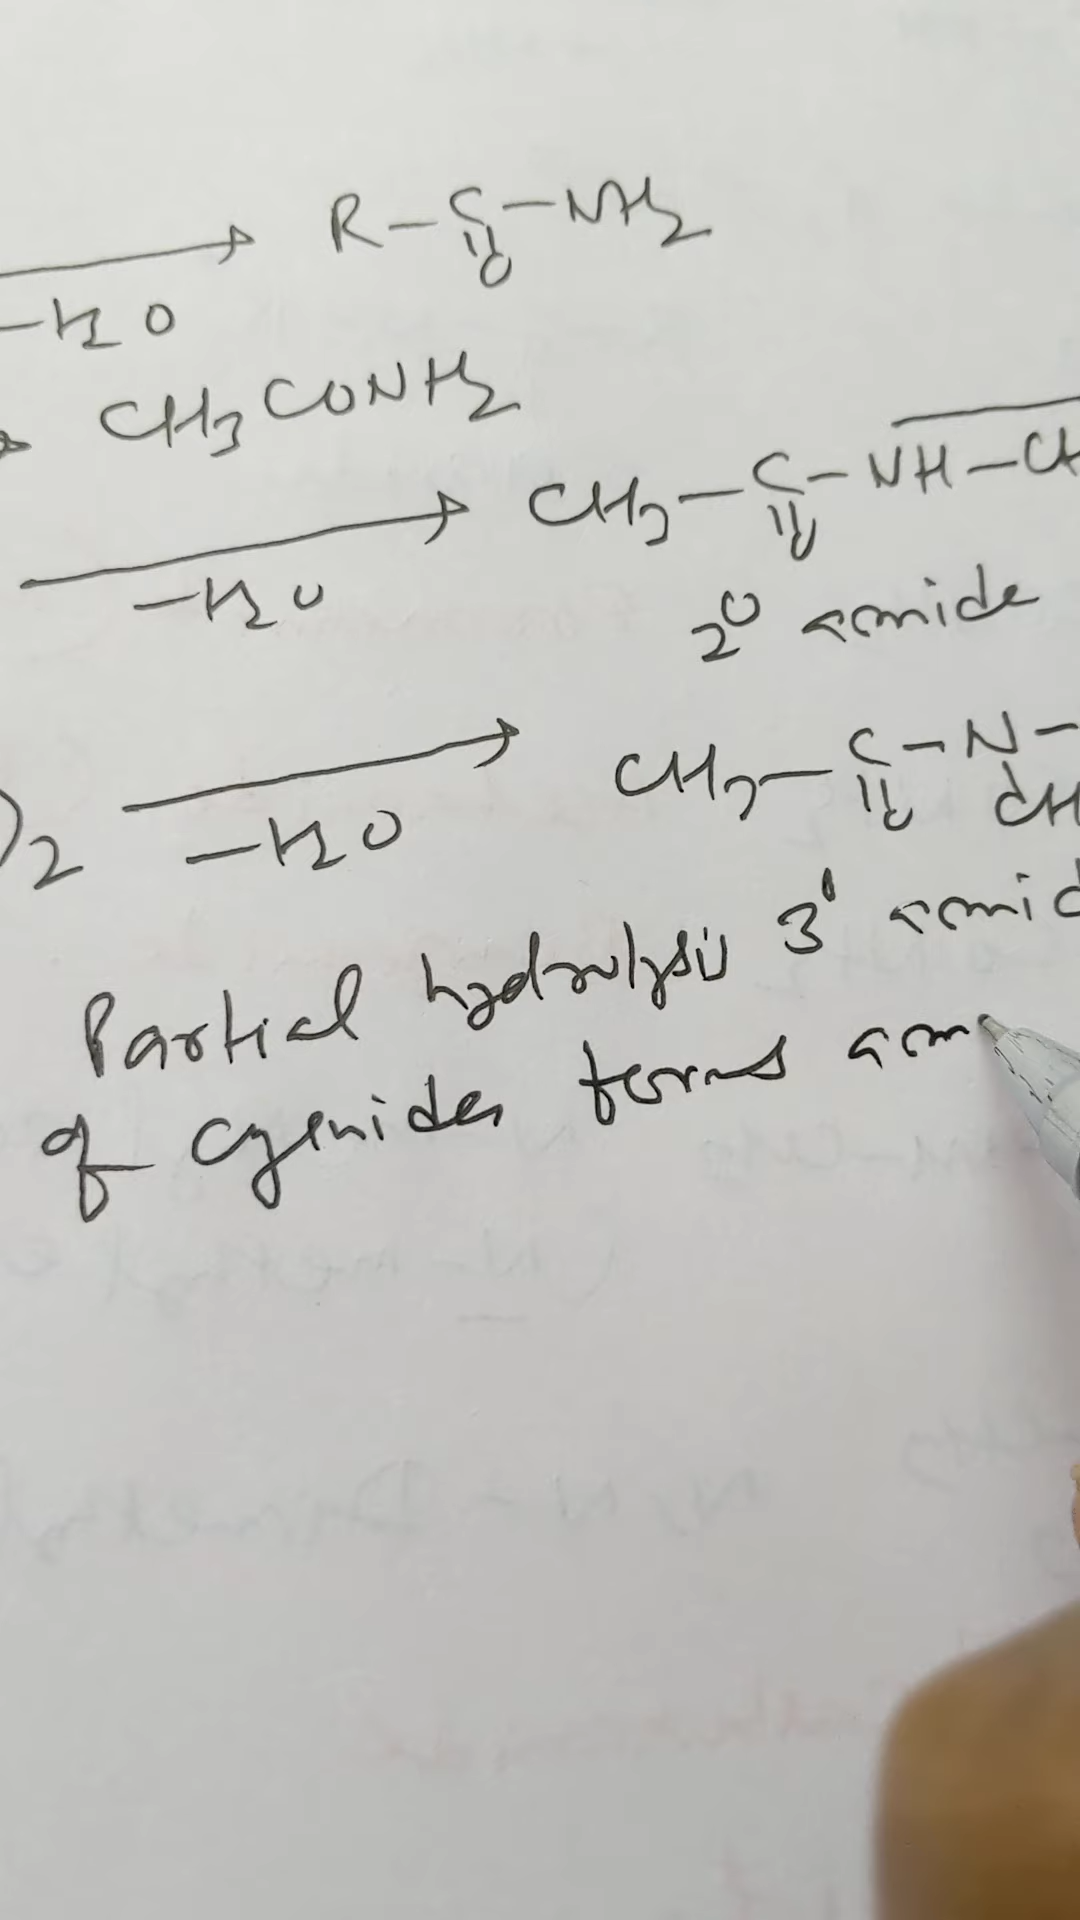 R-C-NH2
||
O
-H2O
CH3CONH2
CH3-C-NH-CH
||
O
-H2O
2° amide
)2
-H2O
CH3-C-N-
|| CH
O
3° amid
Partial hydrolysis
of cyanides forms am